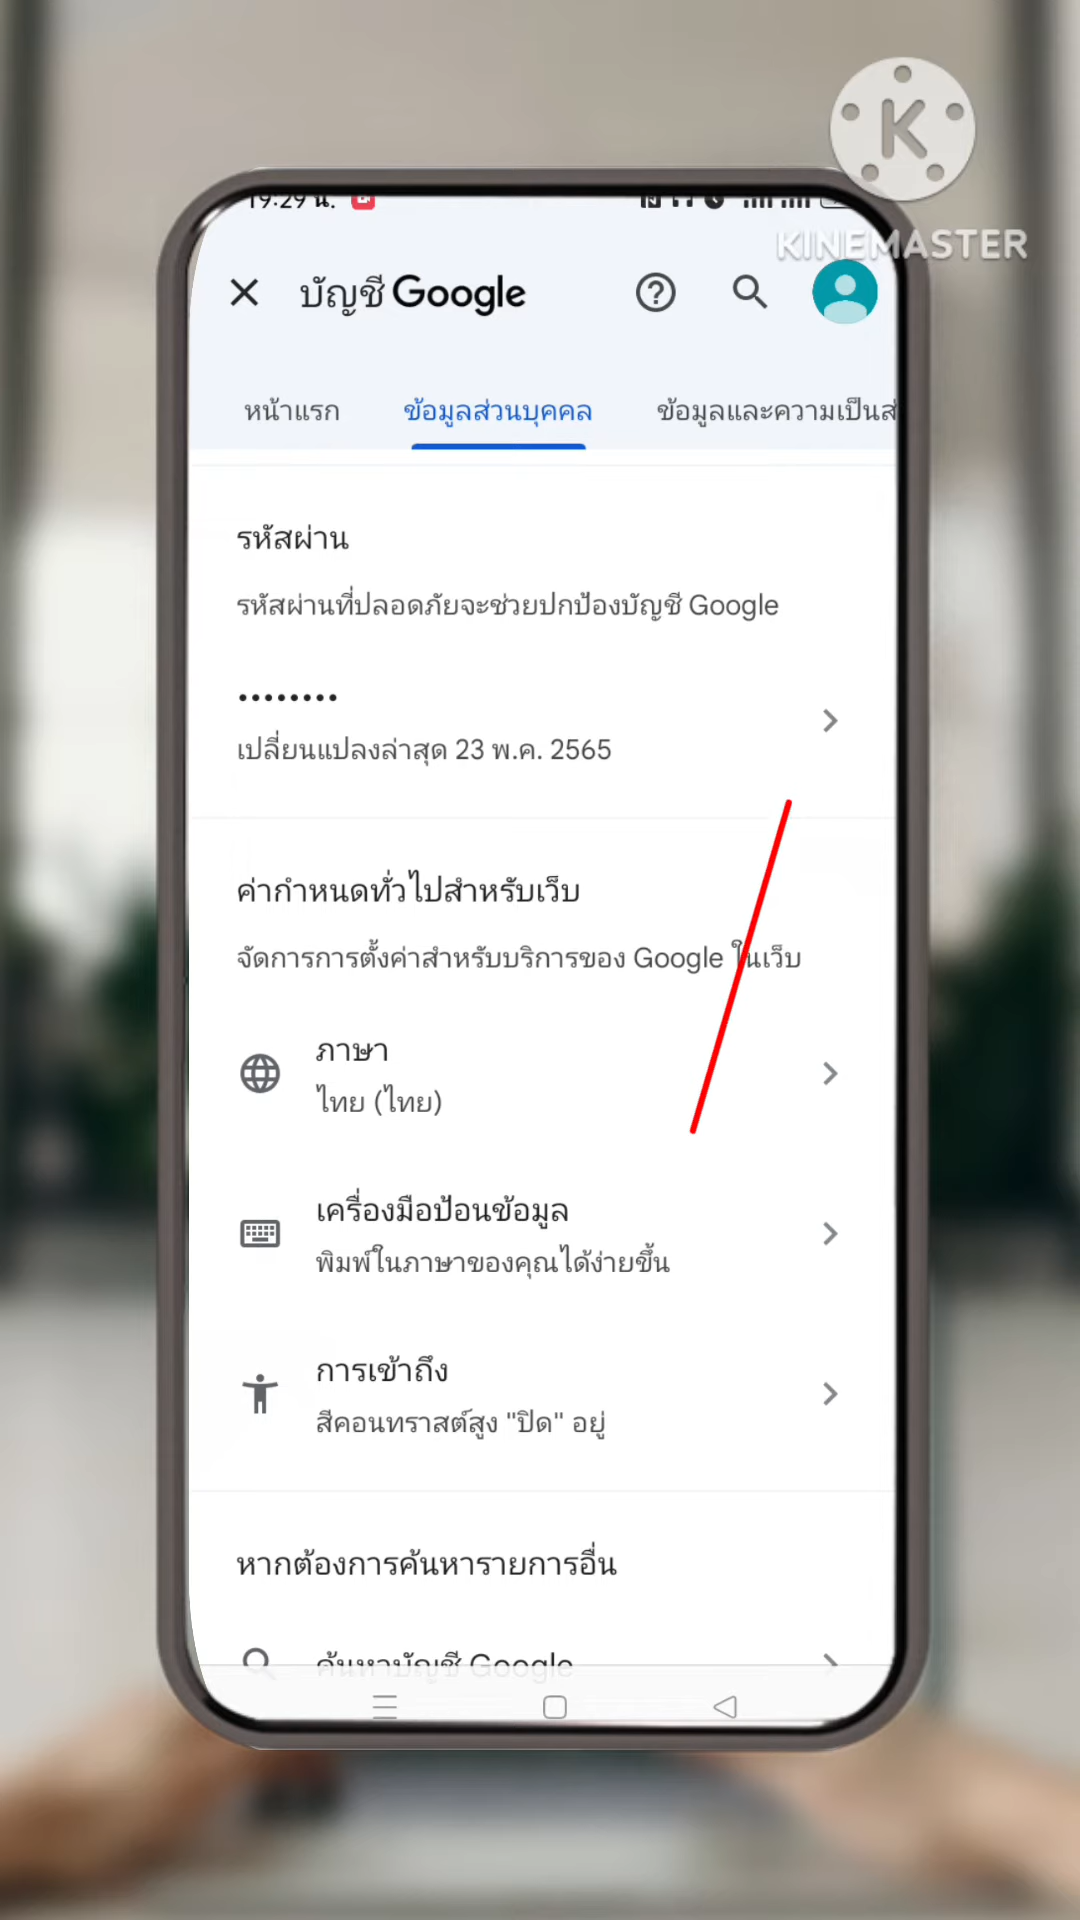 K
KINEMASTER
19:29 น.
บัญชี Google
หน้าแรก
ข้อมูลส่วนบุคคล
ข้อมูลและความเป็นส่
รหัสผ่าน
รหัสผ่านที่ปลอดภัยจะช่วยปกป้องบัญชี Google
••••••••
เปลี่ยนแปลงล่าสุด 23 พ.ค. 2565
ค่ากำหนดทั่วไปสำหรับเว็บ
จัดการการตั้งค่าสำหรับบริการของ Google ในเว็บ
ภาษา
ไทย (ไทย)
เครื่องมือป้อนข้อมูล
พิมพ์ในภาษาของคุณได้ง่ายขึ้น
การเข้าถึง
สีคอนทราสต์สูง "ปิด" อยู่
หากต้องการค้นหารายการอื่น
ค้นหาบัญชี Google